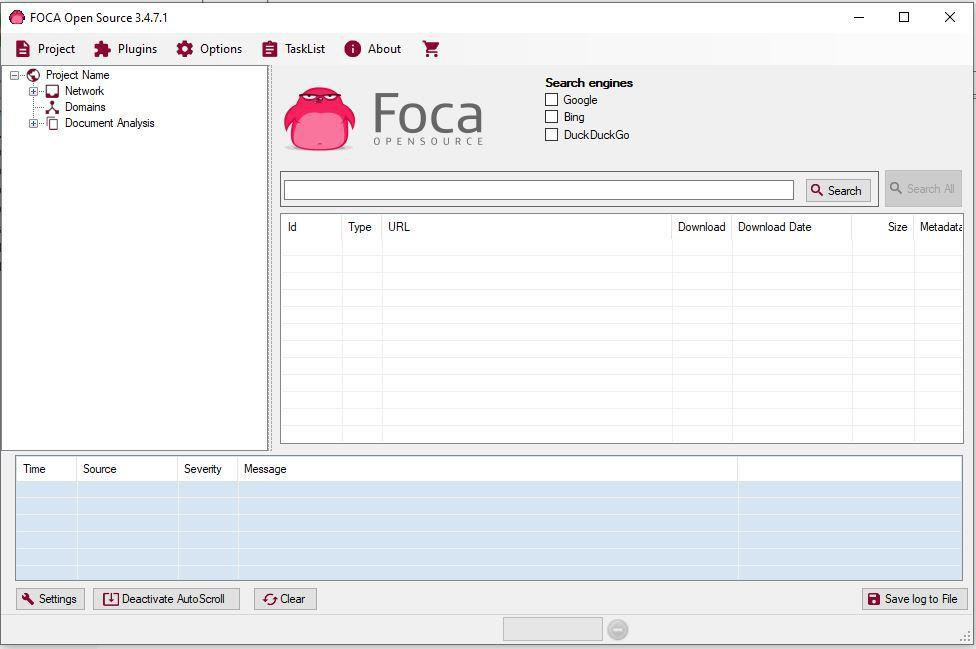 FOCA Open Source 3.4.7.1
Project Plugins Options TaskList About
Project Name
Network
Domains
Document Analysis
Foca
OPENSOURCE
Search engines
Google
Bing
DuckDuckGo
Search Search All
Id Type URL Download Download Date Size Metadata
Time Source Severity Message
Settings Deactivate AutoScroll Clear Save log to File